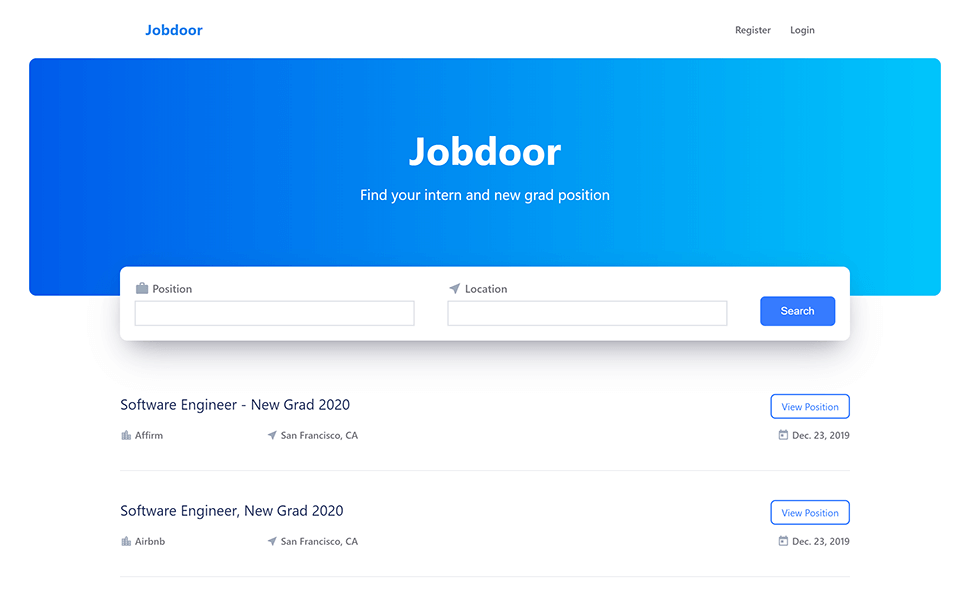 Jobdoor Register Login
Jobdoor
Find your intern and new grad position
Position Location
Search
Software Engineer - New Grad 2020 View Position
Affirm San Francisco, CA Dec. 23, 2019
Software Engineer, New Grad 2020 View Position
Airbnb San Francisco, CA Dec. 23, 2019